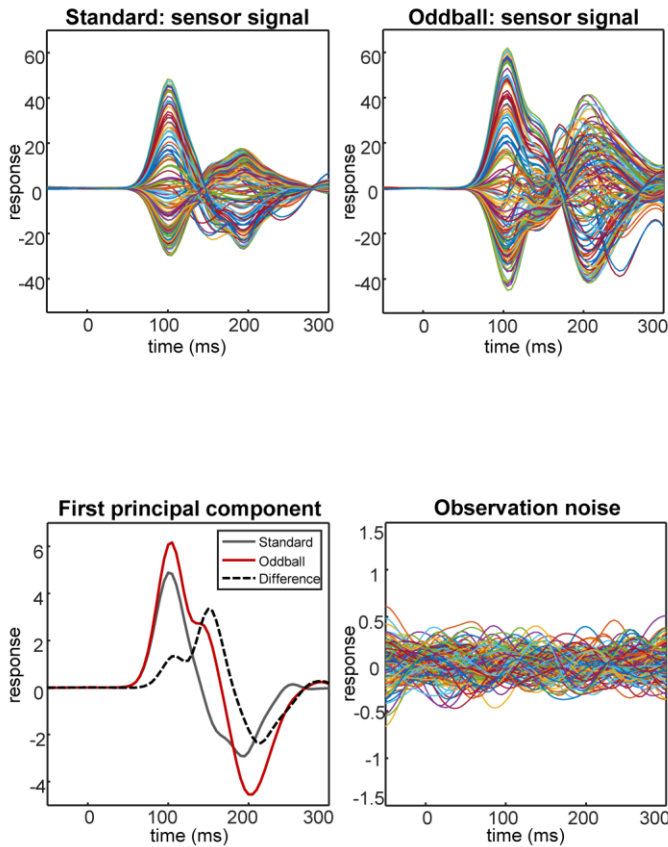 Standard: sensor signal
60
40
20
0
-20
-40
response
0
100
200
300
time (ms)
Oddball: sensor signal
60
40
20
0
-20
-40
response
0
100
200
300
time (ms)
First principal component
6
4
2
0
-2
-4
response
Standard
Oddball
Difference
0
100
200
300
time (ms)
Observation noise
1.5
1
0.5
0
-0.5
-1
-1.5
response
0
100
200
300
time (ms)